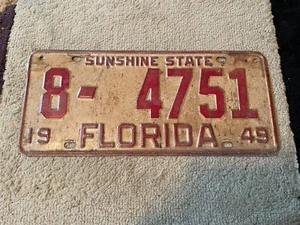 SUNSHINE STATE
8- 4751
19 FLORIDA 49